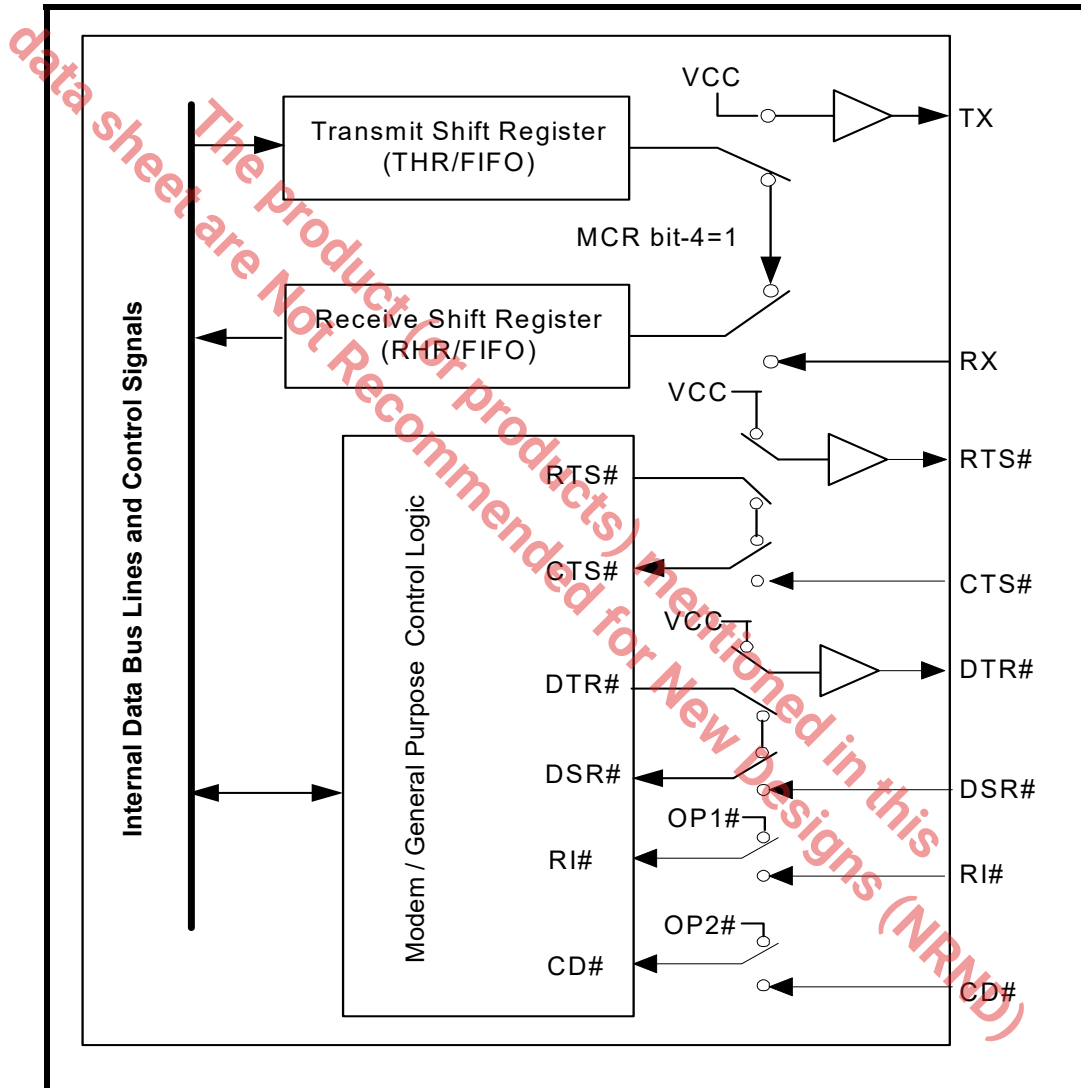 VCC
TX
Transmit Shift Register
(THR/FIFO)
MCR bit-4=1
Receive Shift Register
(RHR/FIFO)
RX
VCC
RTS#
RTS#
CTS#
CTS#
VCC
DTR#
DTR#
DSR#
DSR#
OP1#
RI#
RI#
OP2#
CD#
CD#
Internal Data Bus Lines and Control Signals
Modem / General Purpose Control Logic
The product (or products) mentioned in this
data sheet are Not Recommended for New Designs (NRND)